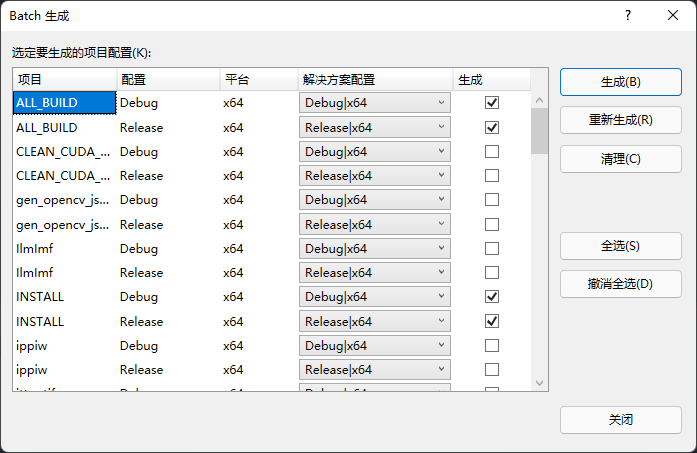 Batch 生成
选定要生成的项目配置(K):
项目 配置 平台 解决方案配置 生成
ALL_BUILD Debug x64 Debug|x64
ALL_BUILD Release x64 Release|x64
CLEAN_CUDA_... Debug x64 Debug|x64
CLEAN_CUDA_... Release x64 Release|x64
gen_opencv_js... Debug x64 Debug|x64
gen_opencv_js... Release x64 Release|x64
IlmImf Debug x64 Debug|x64
IlmImf Release x64 Release|x64
INSTALL Debug x64 Debug|x64
INSTALL Release x64 Release|x64
ippiw Debug x64 Debug|x64
ippiw Release x64 Release|x64
生成(B)
重新生成(R)
清理(C)
全选(S)
撤消全选(D)
关闭